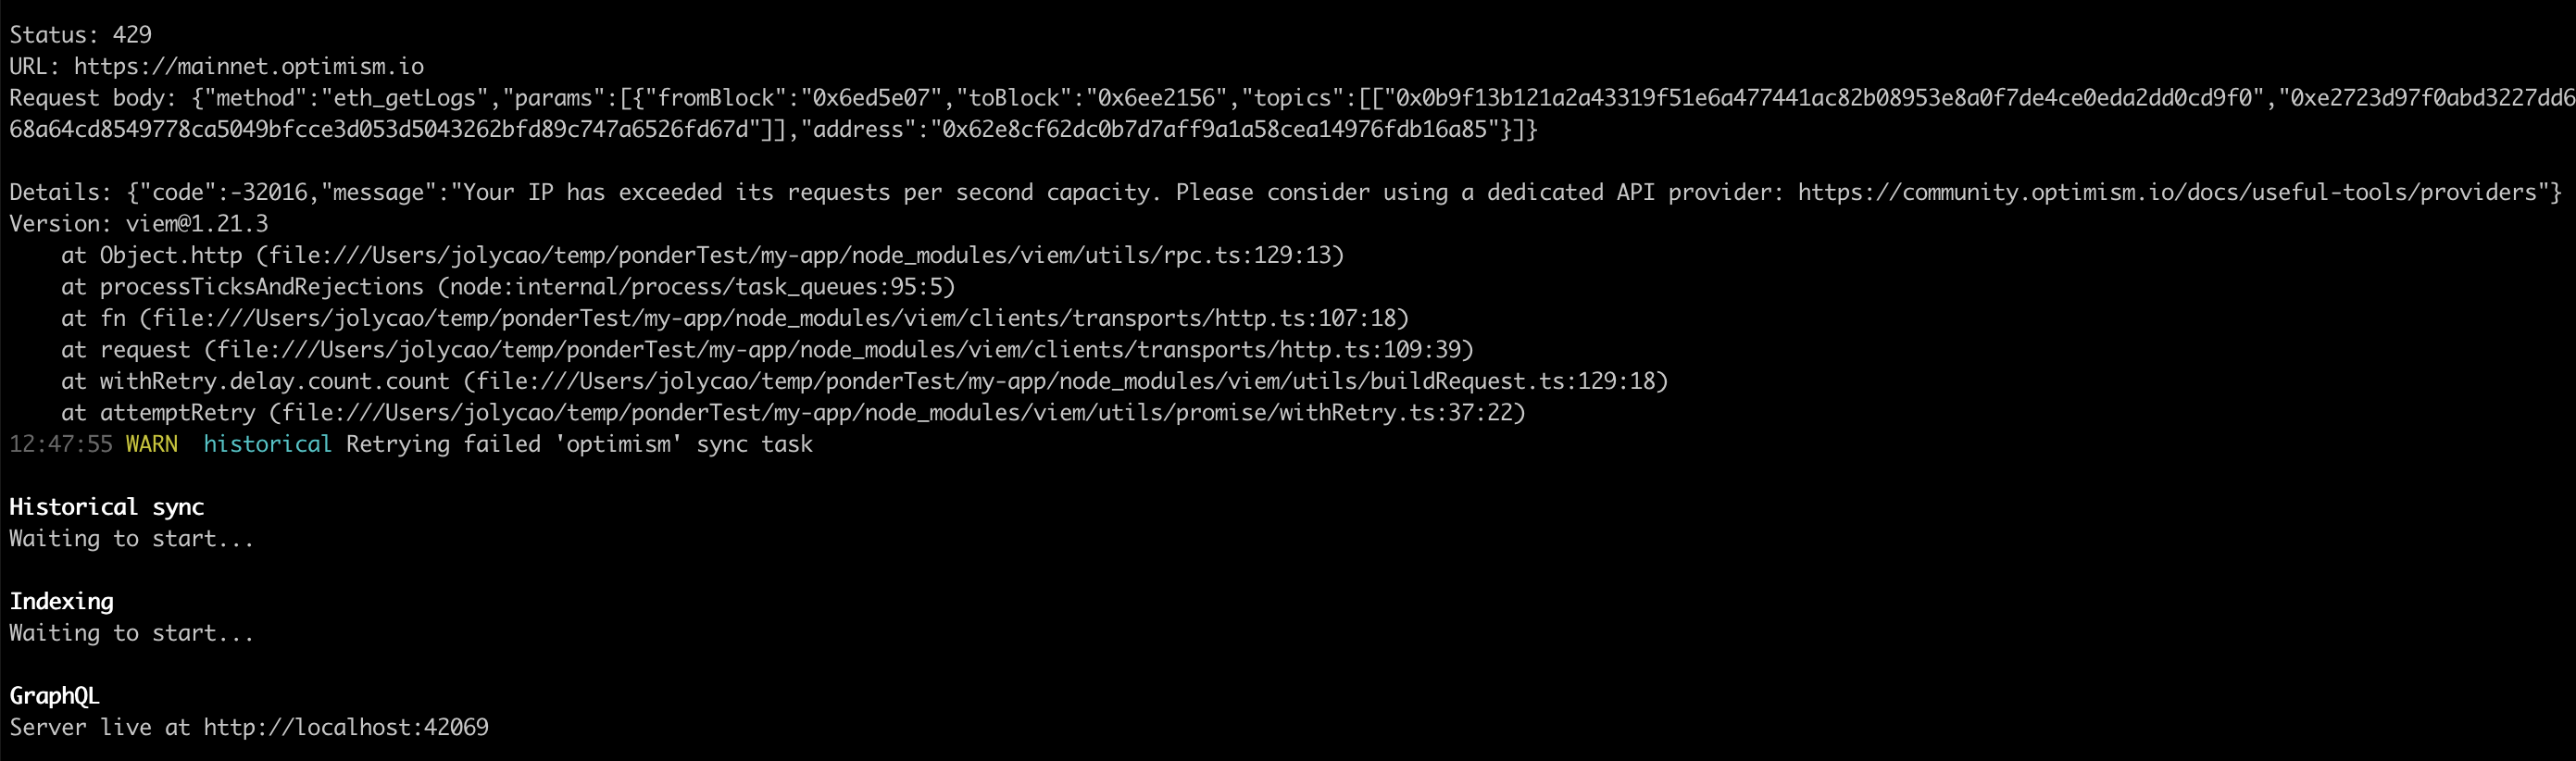 Status: 429
URL: https://mainnet.optimism.io
Request body: {"method":"eth_getLogs","params":[{"fromBlock":"0x6ed5e07","toBlock":"0x6ee2156","topics":[["0x0b9f13b121a2a43319f51e6a477441ac82b08953e8a0f7de4ce0eda2dd0cd9f0","0xe2723d97f0abd3227dd6
68a64cd8549778ca5049bfcce3d053d5043262bfd89c747a6526fd67d"]],"address":"0x62e8cf62dc0b7d7aff9a1a58cea14976fdb16a85"}]}
Details: {"code":-32016,"message":"Your IP has exceeded its requests per second capacity. Please consider using a dedicated API provider: https://community.optimism.io/docs/useful-tools/providers"}
Version: viem@1.21.3
at Object.http (file:///Users/jolycao/temp/ponderTest/my-app/node_modules/viem/utils/rpc.ts:129:13)
at processTicksAndRejections (node:internal/process/task_queues:95:5)
at fn (file:///Users/jolycao/temp/ponderTest/my-app/node_modules/viem/clients/transports/http.ts:107:18)
at request (file:///Users/jolycao/temp/ponderTest/my-app/node_modules/viem/clients/transports/http.ts:109:39)
at withRetry.delay.count.count (file:///Users/jolycao/temp/ponderTest/my-app/node_modules/viem/utils/buildRequest.ts:129:18)
at attemptRetry (file:///Users/jolycao/temp/ponderTest/my-app/node_modules/viem/utils/promise/withRetry.ts:37:22)
12:47:55 WARN historical Retrying failed 'optimism' sync task
Historical sync
Waiting to start...
Indexing
Waiting to start...
GraphQL
Server live at http://localhost:42069